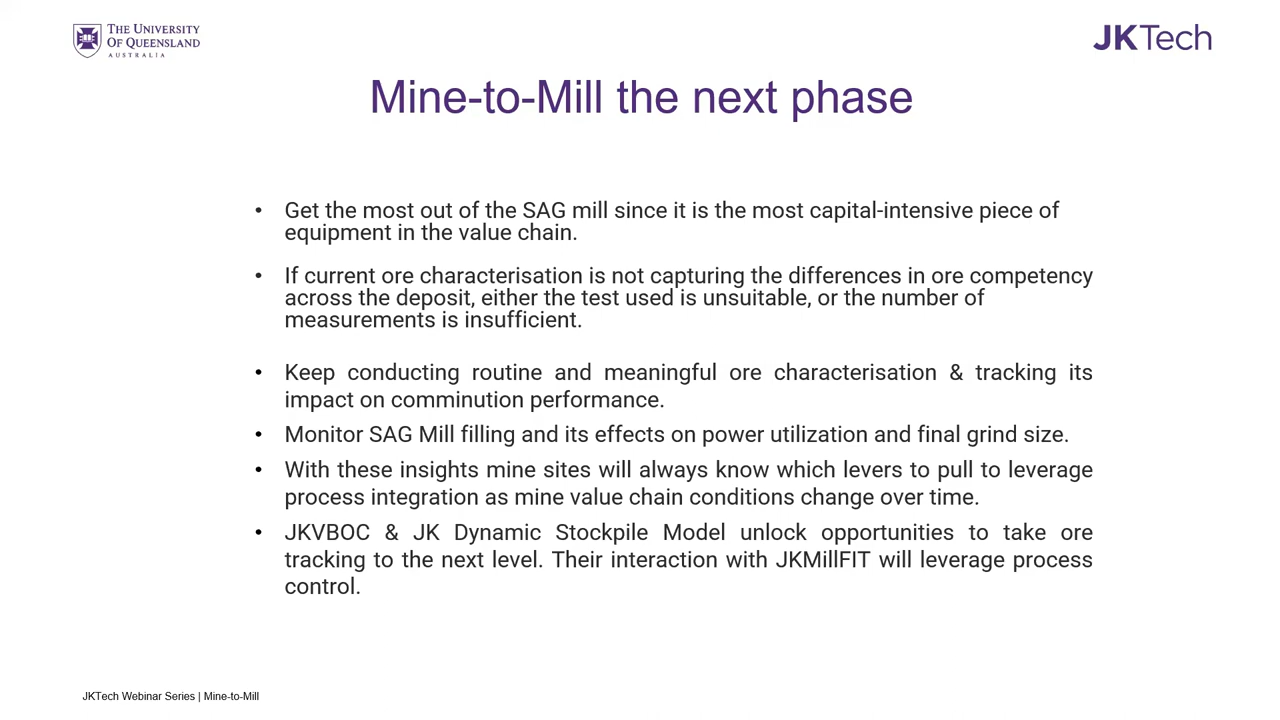 THE UNIVERSITY
OF QUEENSLAND
AUSTRALIA
JKTech
Mine-to-Mill the next phase
• Get the most out of the SAG mill since it is the most capital-intensive piece of
equipment in the value chain.
• If current ore characterisation is not capturing the differences in ore competency
across the deposit, either the test used is unsuitable, or the number of
measurements is insufficient.
• Keep conducting routine and meaningful ore characterisation & tracking its
impact on comminution performance.
• Monitor SAG Mill filling and its effects on power utilization and final grind size.
• With these insights mine sites will always know which levers to pull to leverage
process integration as mine value chain conditions change over time.
• JKVBOC & JK Dynamic Stockpile Model unlock opportunities to take ore
tracking to the next level. Their interaction with JKMillFIT will leverage process
control.
JKTech Webinar Series | Mine-to-Mill